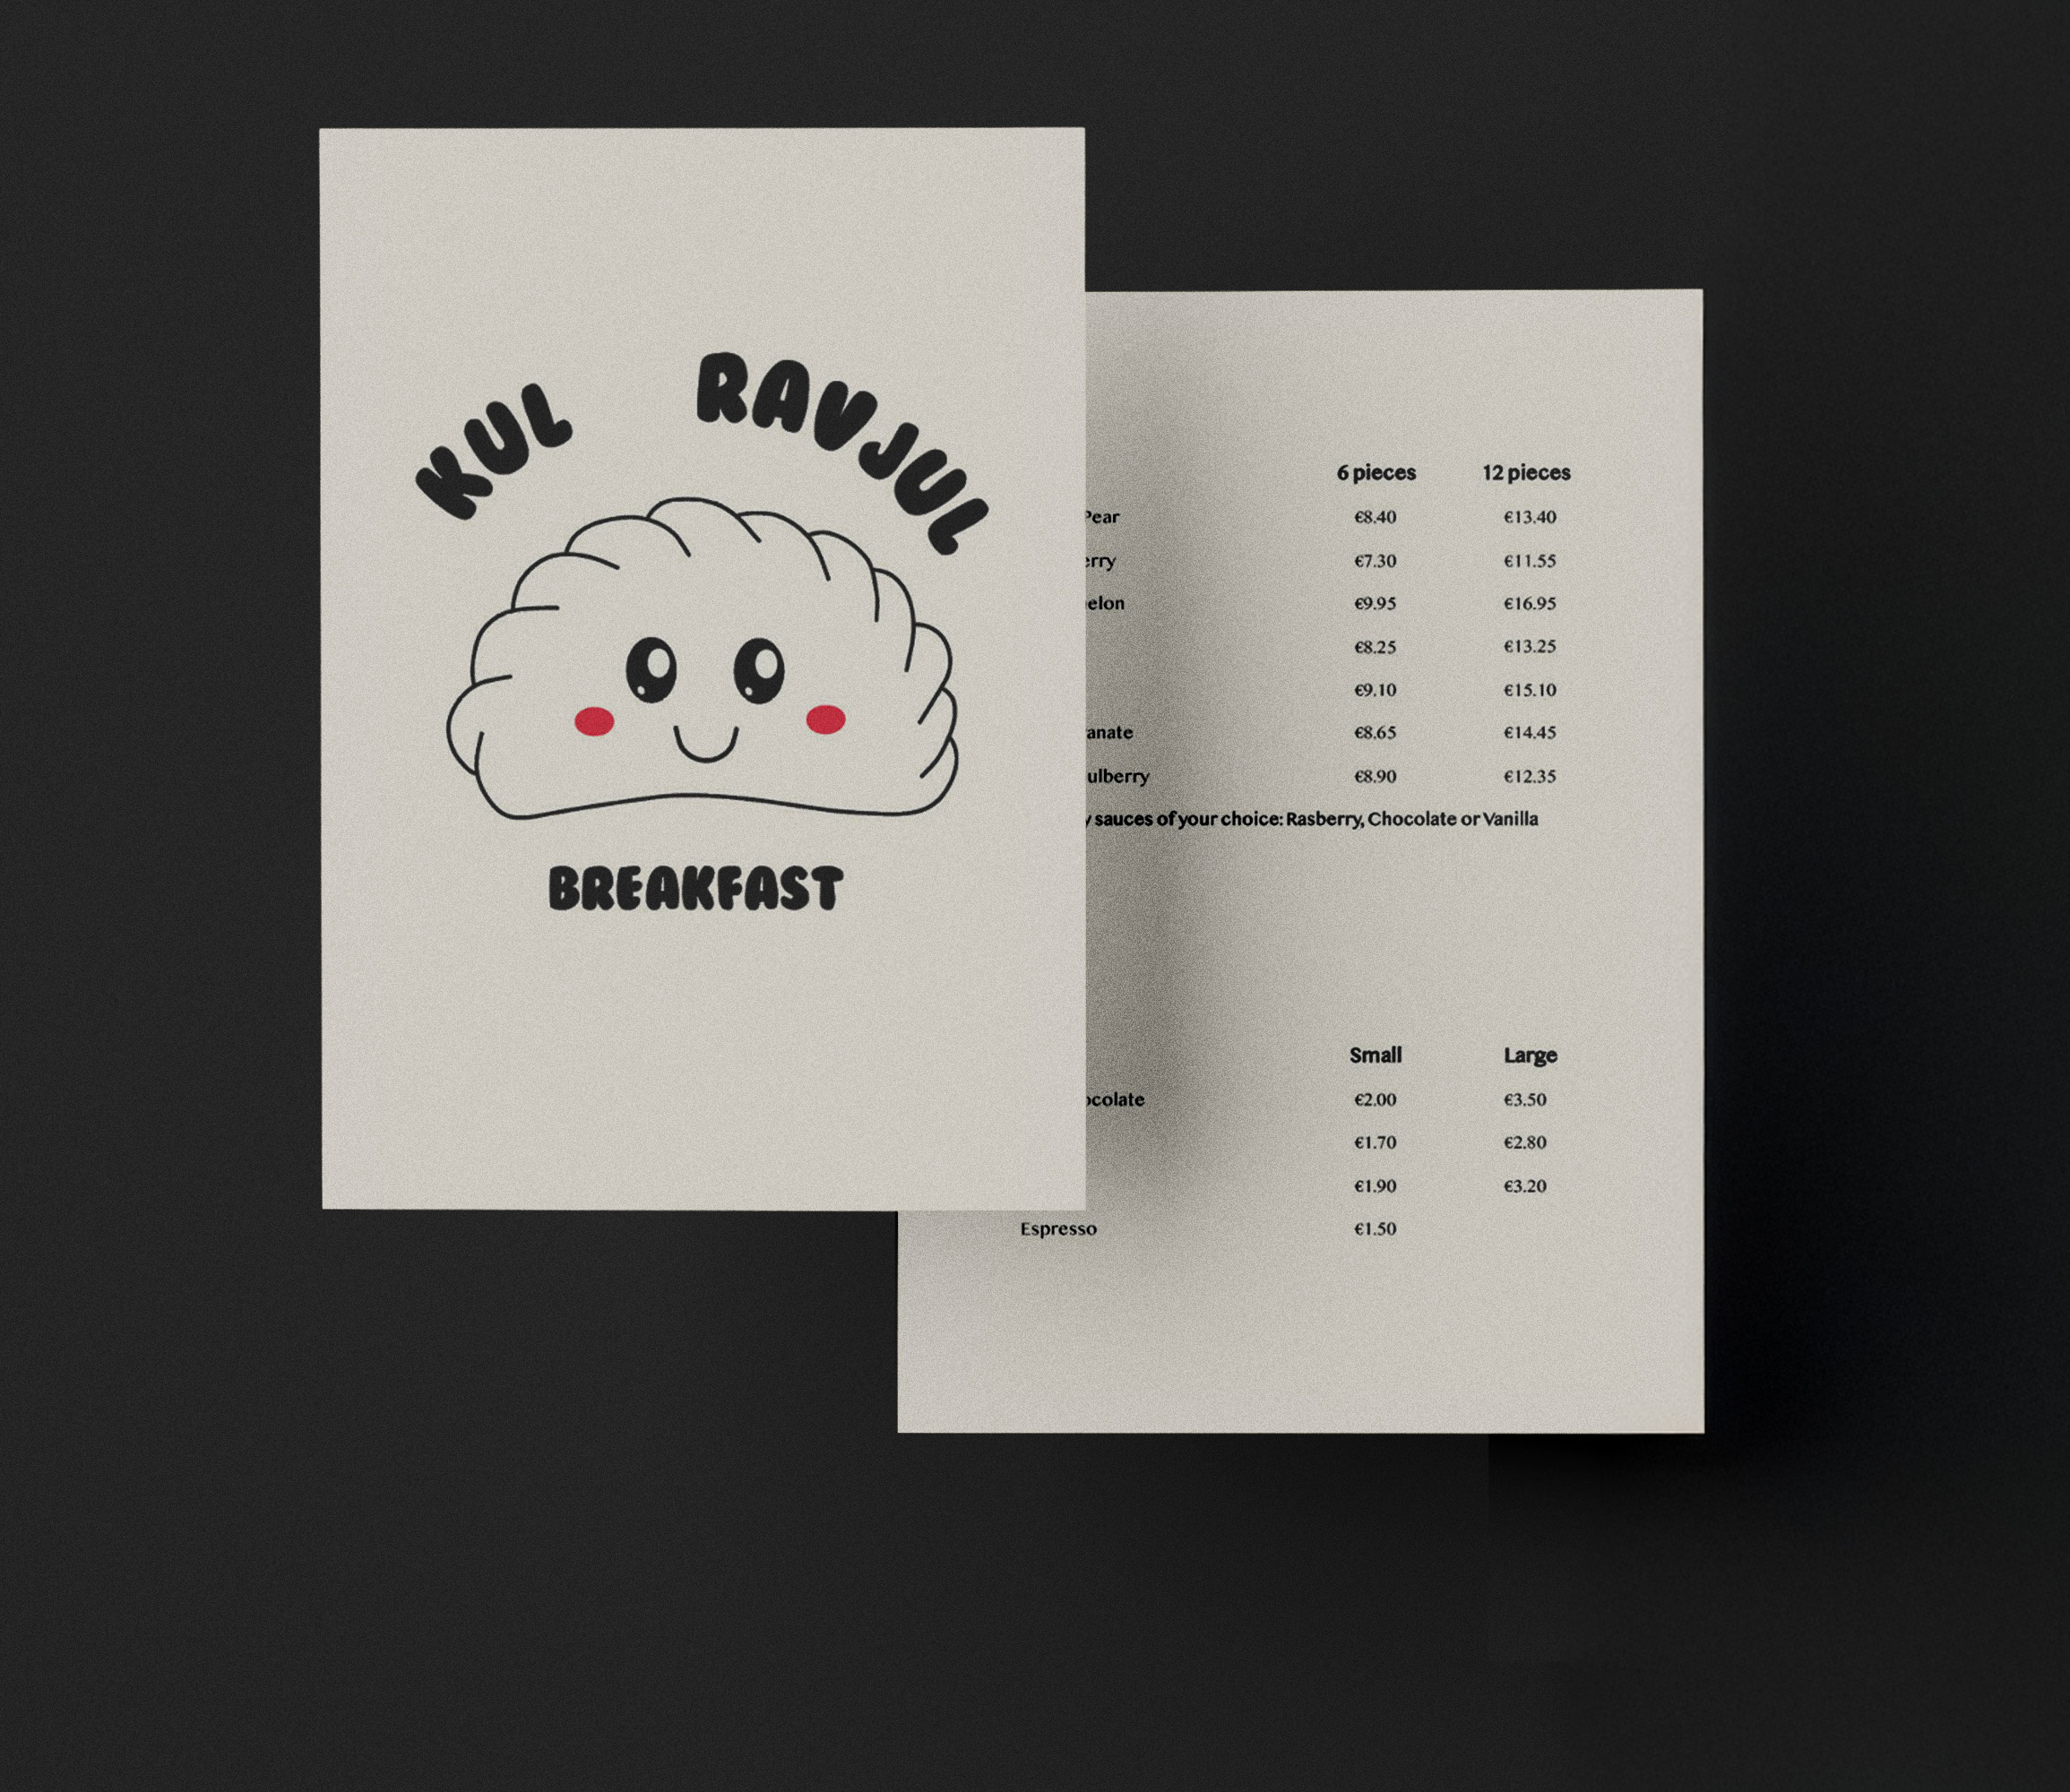 KUL RAVJUL
BREAKFAST
6 pieces 12 pieces
Pear €8.40 €13.40
erry €7.30 €11.55
elon €9.95 €16.95
€8.25 €13.25
€9.10 €15.10
anate €8.65 €14.45
ulberry €8.90 €12.35
y sauces of your choice: Rasberry, Chocolate or Vanilla
Small Large
ocolate €2.00 €3.50
€1.70 €2.80
€1.90 €3.20
Espresso €1.50